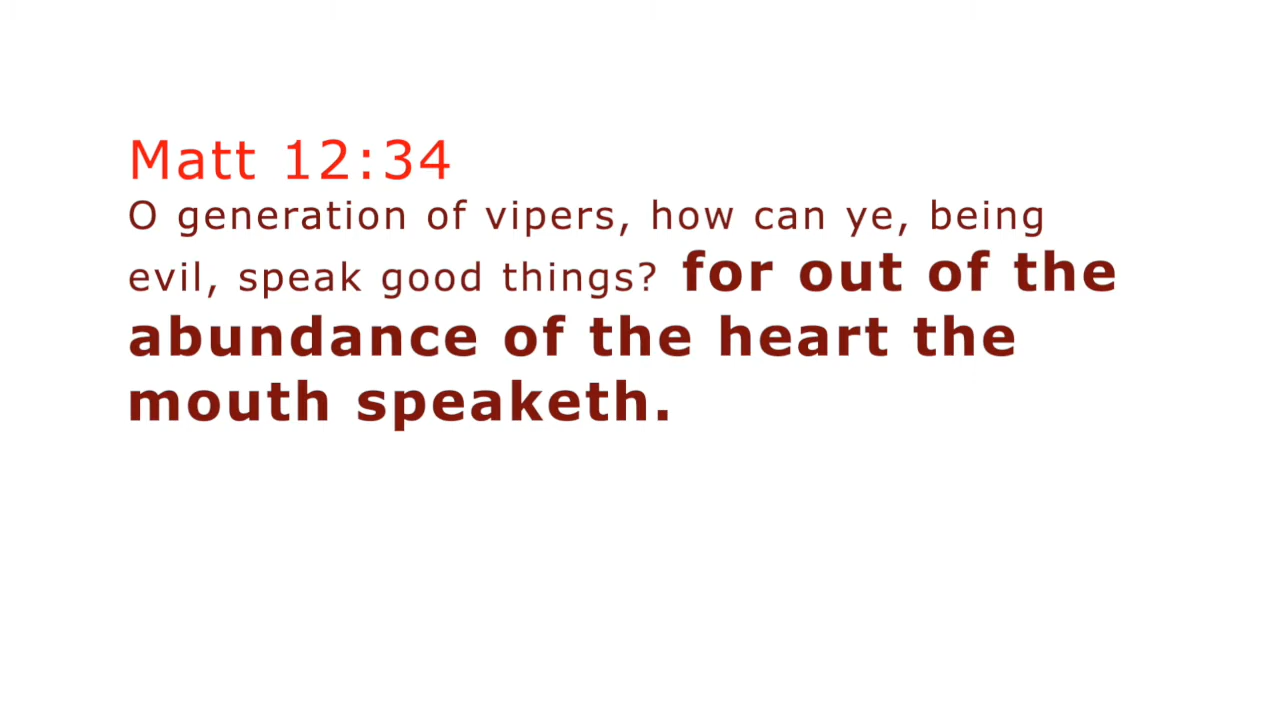 Matt 12:34
O generation of vipers, how can ye, being
evil, speak good things? for out of the
abundance of the heart the
mouth speaketh.